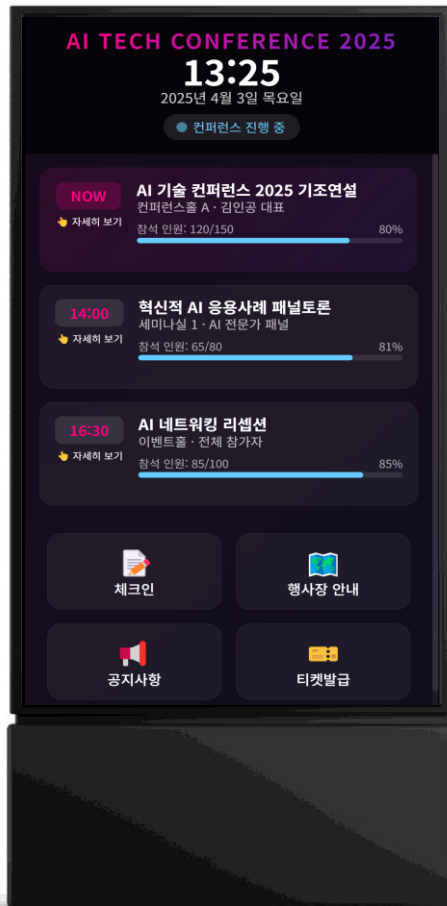 AI TECH CONFERENCE 2025
13:25
2025년 4월 3일 목요일
컨퍼런스 진행 중
NOW
자세히 보기
AI 기술 컨퍼런스 2025 기조연설
컨퍼런스홀 A · 김인공 대표
참석 인원: 120/150
80%
14:00
자세히 보기
혁신적 AI 응용사례 패널토론
세미나실 1 · AI 전문가 패널
참석 인원: 65/80
81%
16:30
자세히 보기
AI 네트워킹 리셉션
이벤트홀 · 전체 참가자
참석 인원: 85/100
85%
체크인
행사장 안내
공지사항
티켓발급